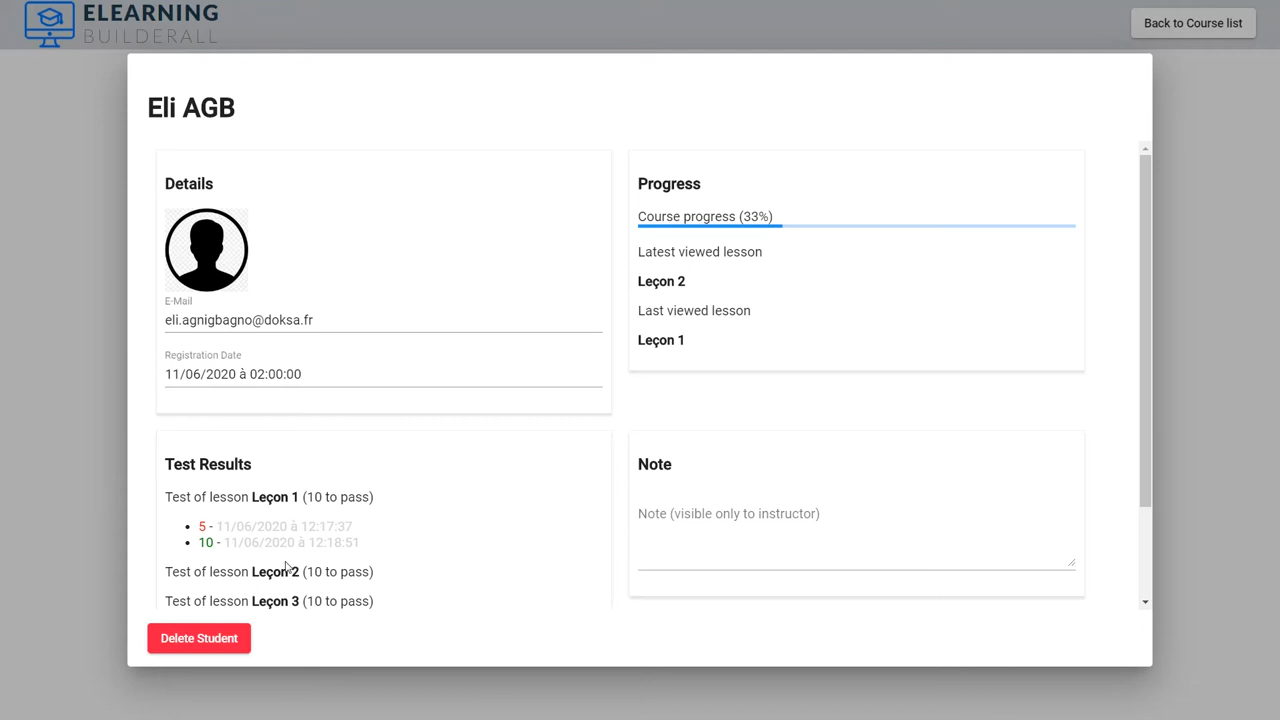 ELEARNING
BUILDERALL
Back to Course list
Eli AGB
Details
E-Mail
eli.agnigbagno@doksa.fr
Registration Date
11/06/2020 à 02:00:00
Progress
Course progress (33%)
Latest viewed lesson
Leçon 2
Last viewed lesson
Leçon 1
Test Results
Test of lesson Leçon 1 (10 to pass)
5 - 11/06/2020 à 12:17:37
10 - 11/06/2020 à 12:18:51
Test of lesson Leçon 2 (10 to pass)
Test of lesson Leçon 3 (10 to pass)
Note
Note (visible only to instructor)
Delete Student